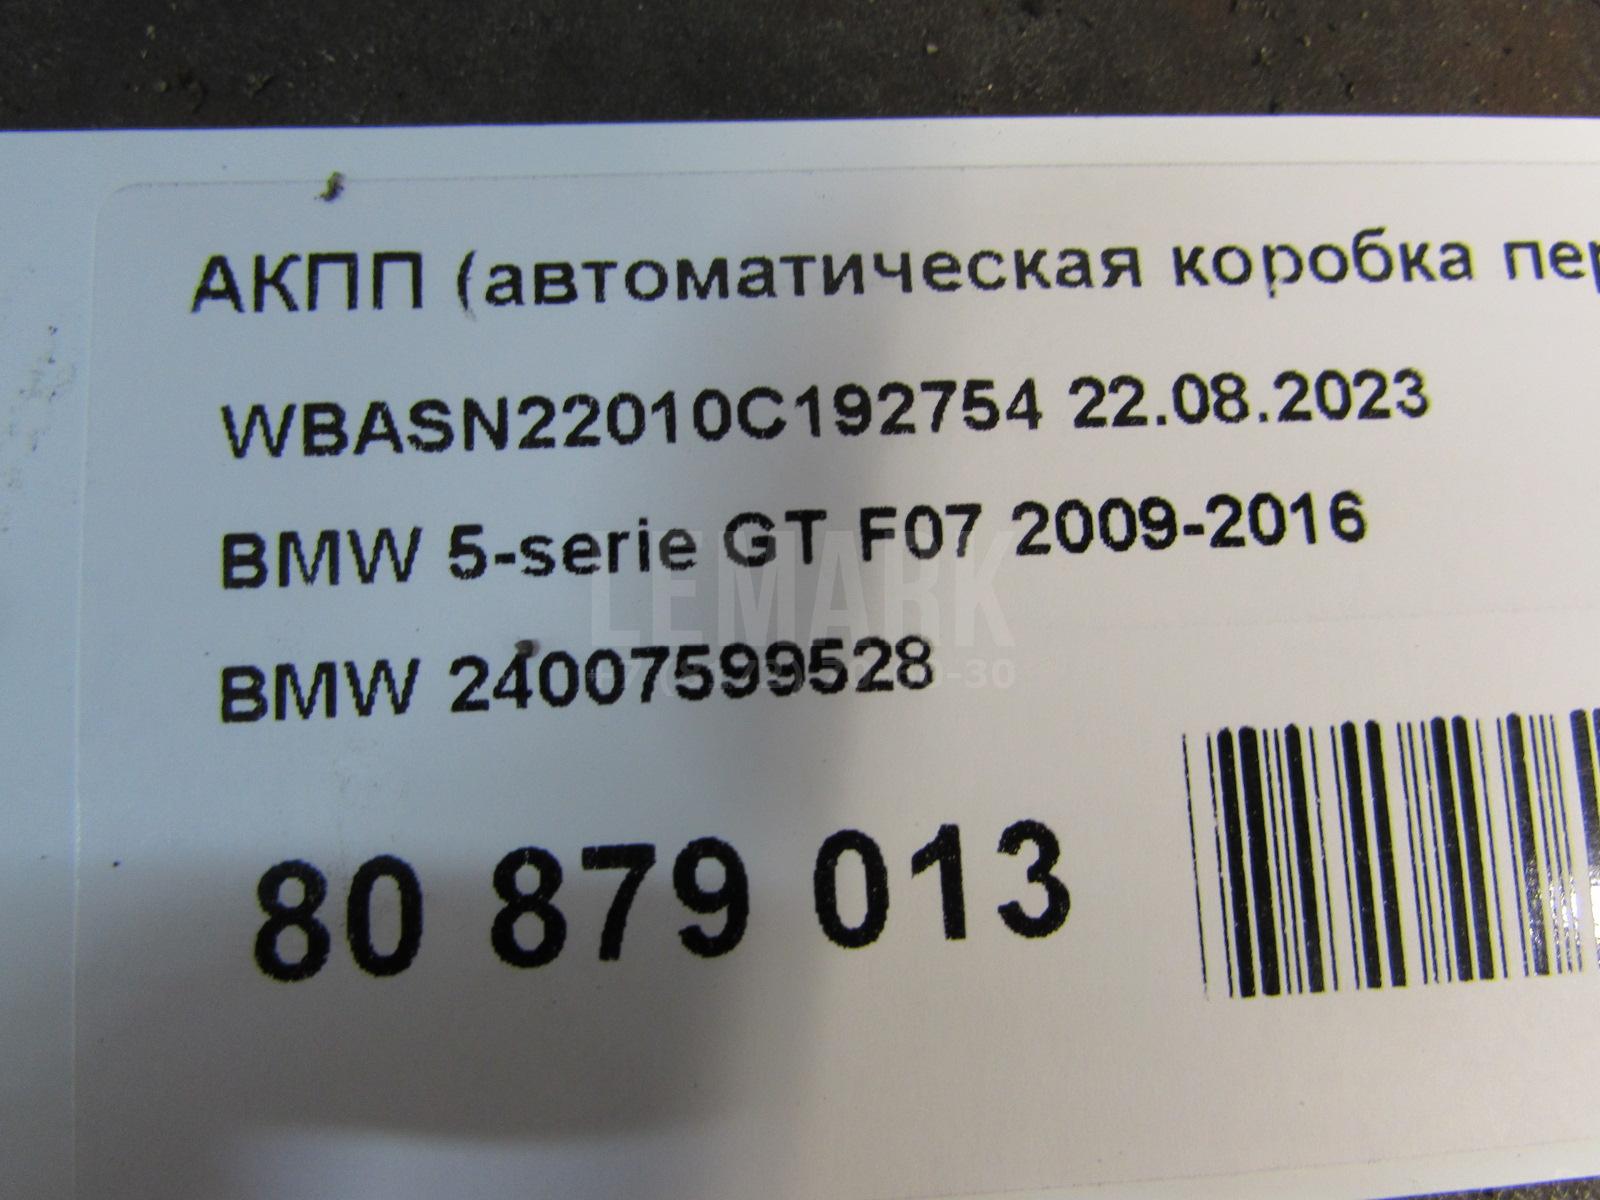 АКПП (автоматическая коробка пер
WBASN22010C192754 22.08.2023
BMW 5-serie GT F07 2009-2016
BMW 24007599528
80 879 013
LEMARK